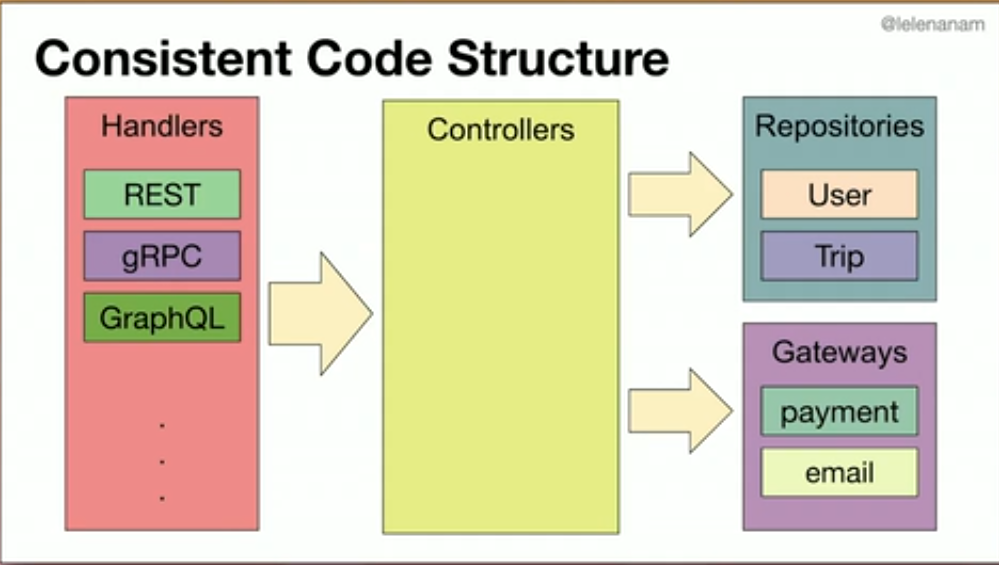 @lelenanam
Consistent Code Structure
Handlers
REST
gRPC
GraphQL
.
.
.
Controllers
Repositories
User
Trip
Gateways
payment
email